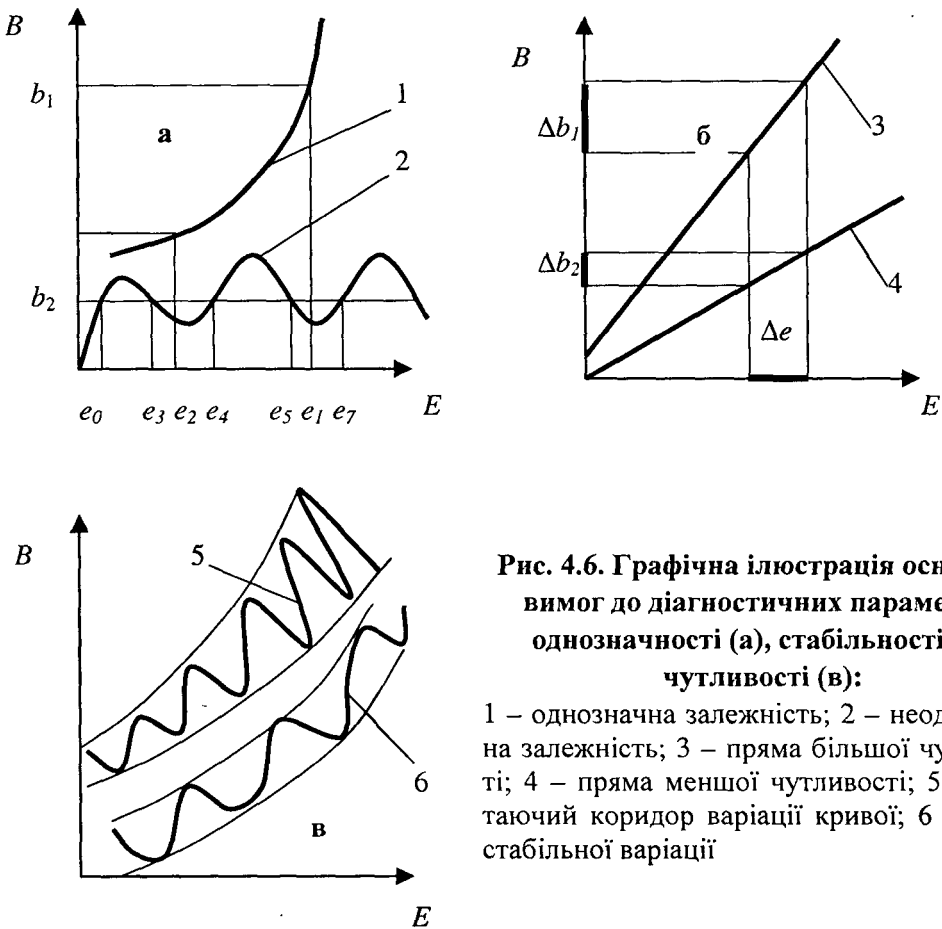 B
b₁
а
1
2
b₂
e₀ e₃ e₂ e₄ e₅ e₁ e₇ E
B
Δb₁
б
3
Δb₂
4
Δe
E
B
5
6
в
E
Рис. 4.6. Графічна ілюстрація осн
вимог до діагностичних параме
однозначності (а), стабільності
чутливості (в):
1 – однозначна залежність; 2 – неод
на залежність; 3 – пряма більшої чу
ті; 4 – пряма меншої чутливості; 5
таючий коридор варіації кривої; 6
стабільної варіації